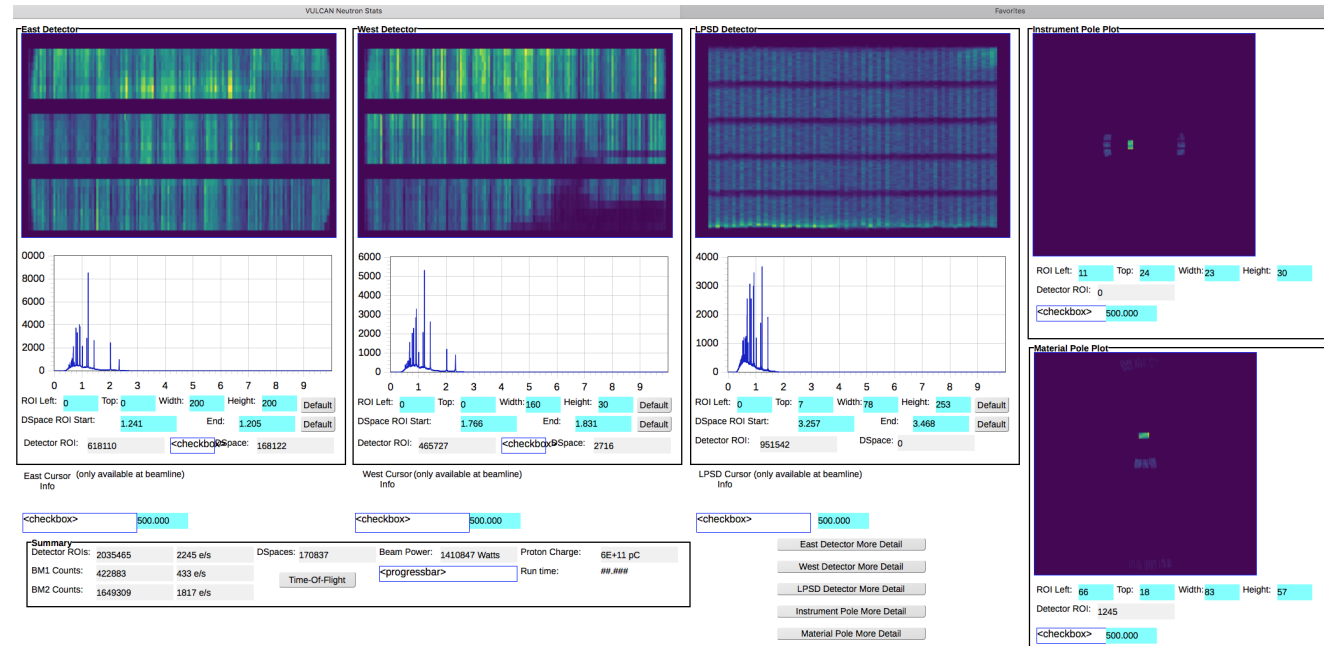 VULCAN Neutron Stats
Favorites
East Detector
0000
8000
6000
4000
2000
0
0 1 2 3 4 5 6 7 8 9
ROI Left: 0 Top: 0 Width: 200 Height: 200 Default
DSpace ROI Start: 1.241 End: 1.205 Default
Detector ROI: 618110 <checkbox> DSpace: 168122
East Cursor (only available at beamline)
Info
<checkbox> 500.000
West Detector
6000
5000
4000
3000
2000
1000
0
0 1 2 3 4 5 6 7 8 9
ROI Left: 0 Top: 0 Width: 160 Height: 30 Default
DSpace ROI Start: 1.766 End: 1.831 Default
Detector ROI: 465727 <checkbox> DSpace: 2716
West Cursor (only available at beamline)
Info
<checkbox> 500.000
LPSD Detector
4000
3000
2000
1000
0
0 1 2 3 4 5 6 7 8 9
ROI Left: 0 Top: 7 Width: 78 Height: 253 Default
DSpace ROI Start: 3.257 End: 3.468 Default
Detector ROI: 951542 DSpace: 0
LPSD Cursor (only available at beamline)
Info
<checkbox> 500.000
Instrument Pole Plot
ROI Left: 11 Top: 24 Width: 23 Height: 30
Detector ROI: 0
<checkbox> 500.000
Material Pole Plot
ROI Left: 66 Top: 18 Width: 83 Height: 57
Detector ROI: 1245
<checkbox> 500.000
Summary
Detector ROIs: 2035465 2245 e/s DSpaces: 170837 Beam Power: 1410847 Watts Proton Charge: 6E+11 pC
BM1 Counts: 422883 433 e/s Time-Of-Flight <progressbar> Run time: ##.###
BM2 Counts: 1649309 1817 e/s
East Detector More Detail
West Detector More Detail
LPSD Detector More Detail
Instrument Pole More Detail
Material Pole More Detail